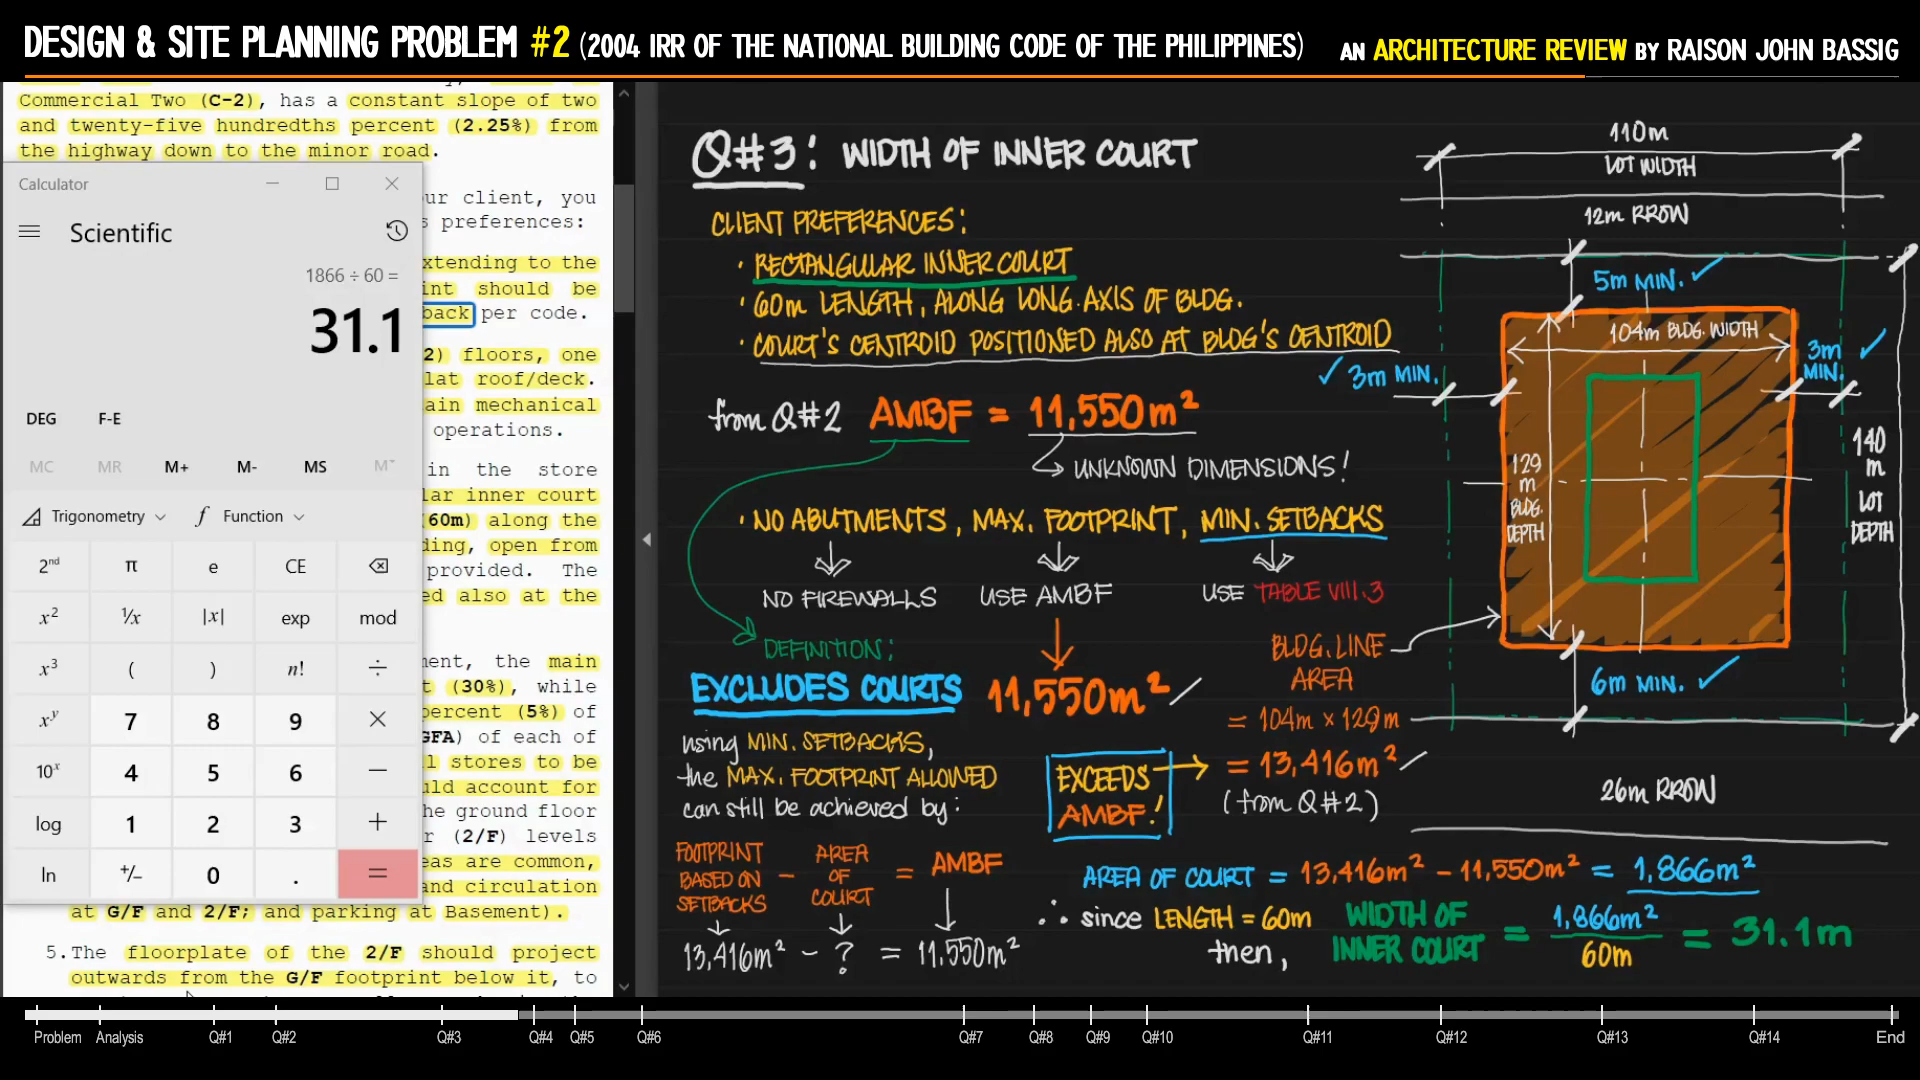 DESIGN & SITE PLANNING PROBLEM #2 (2004 IRR OF THE NATIONAL BUILDING CODE OF THE PHILIPPINES)
AN ARCHITECTURE REVIEW BY RAISON JOHN BASSIG
Commercial Two (C-2), has a constant slope of two
and twenty-five hundredths percent (2.25%) from
the highway down to the minor road.
your client, you
preferences:
extending to the
should be
back per code.
floors, one
flat roof/deck.
main mechanical
operations.
in the store
inner court
(60m) along the
open from
provided. The
also at the
the main
(30%), while
percent (5%) of
(GFA) of each of
stores to be
account for
the ground floor
(2/F) levels
areas are common,
and circulation
at G/F and 2/F; and parking at Basement).
5. The floorplate of the 2/F should project
outwards from the G/F footprint below it, to
Calculator
Scientific
1866 ÷ 60 =
31.1
DEG F-E
MC MR M+ M- MS M˅
Trigonometry f Function
2nd π e CE
x² ¹/x |x| exp mod
x³ ( ) n! ÷
xʸ 7 8 9 ×
10ˣ 4 5 6 −
log 1 2 3 +
ln +/− 0 . =
Q#3: WIDTH OF INNER COURT
CLIENT PREFERENCES:
· RECTANGULAR INNER COURT
· 60m LENGTH, ALONG LONG AXIS OF BLDG.
· COURT'S CENTROID POSITIONED ALSO AT BLDG'S CENTROID
from Q#2 AMBF = 11,550m²
UNKNOWN DIMENSIONS!
· NO ABUTMENTS, MAX. FOOTPRINT, MIN. SETBACKS
NO FIREWALLS USE AMBF USE TABLE VIII.3
DEFINITION:
EXCLUDES COURTS 11,550m²
BLDG. LINE
AREA
= 104m x 129m
= 13,416m²
(from Q#2)
using MIN. SETBACKS,
the MAX. FOOTPRINT ALLOWED
can still be achieved by:
EXCEEDS
AMBF!
FOOTPRINT
BASED ON
SETBACKS
−
AREA
OF
COURT
= AMBF
13,416m² − ? = 11,550m²
AREA OF COURT = 13,416m² − 11,550m² = 1,866m²
∴ since LENGTH = 60m
then,
WIDTH OF
INNER COURT
= 1,866m²
60m
= 31.1m
110m
LOT WIDTH
12m RROW
5m MIN. ✓
104m BLDG. WIDTH
3m
MIN.
✓
✓ 3m MIN.
129
m
BLDG.
DEPTH
140
m
LOT
DEPTH
6m MIN. ✓
26m RROW
Problem Analysis Q#1 Q#2 Q#3 Q#4 Q#5 Q#6 Q#7 Q#8 Q#9 Q#10 Q#11 Q#12 Q#13 Q#14 End